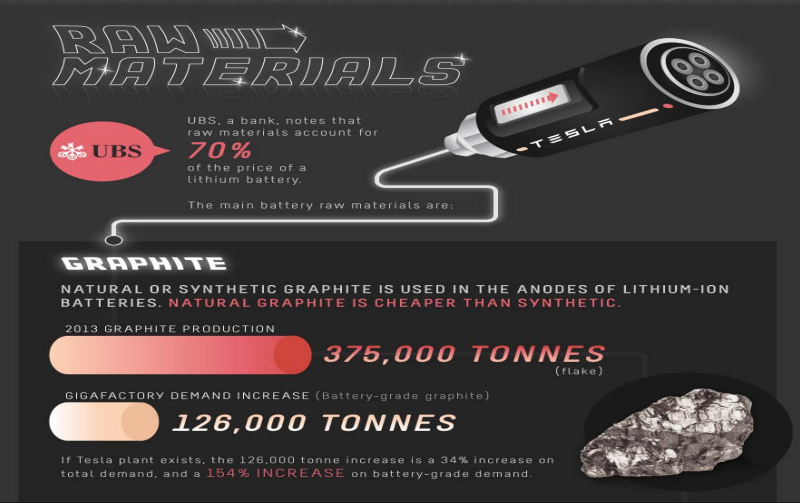 RAW
MATERIALS
UBS, a bank, notes that
raw materials account for
70%
of the price of a
lithium battery.
UBS
TESLA
The main battery raw materials are:
GRAPHITE
NATURAL OR SYNTHETIC GRAPHITE IS USED IN THE ANODES OF LITHIUM-ION
BATTERIES. NATURAL GRAPHITE IS CHEAPER THAN SYNTHETIC.
2013 GRAPHITE PRODUCTION
375,000 TONNES
(flake)
GIGAFACTORY DEMAND INCREASE (Battery-grade graphite)
126,000 TONNES
If Tesla plant exists, the 126,000 tonne increase is a 34% increase on
total demand, and a 154% INCREASE on battery-grade demand.